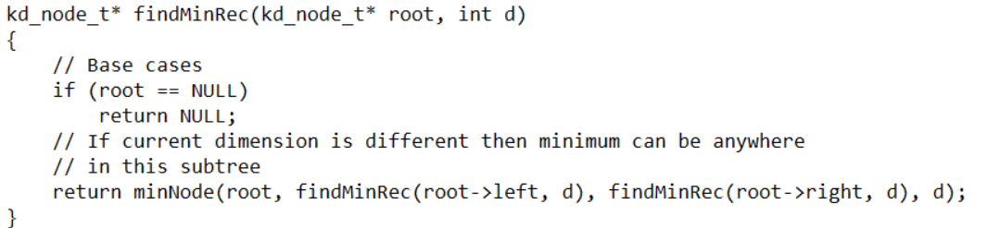 kd_node_t* findMinRec(kd_node_t* root, int d)
{
    // Base cases
    if (root == NULL)
        return NULL;
    // If current dimension is different then minimum can be anywhere
    // in this subtree
    return minNode(root, findMinRec(root->left, d), findMinRec(root->right, d), d);
}